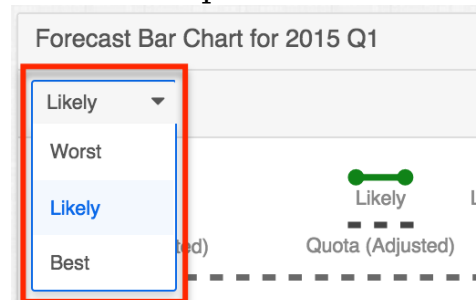 Forecast Bar Chart for 2015 Q1
Likely
Worst
Likely
Best
Likely
Quota (Adjusted)